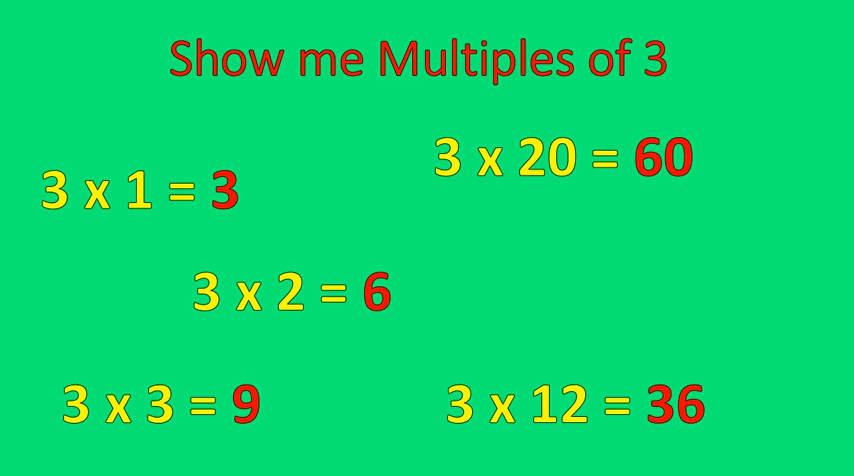 Show me Multiples of 3
3 x 20 = 60
3 x 1 = 3
3 x 2 = 6
3 x 3 = 9
3 x 12 = 36